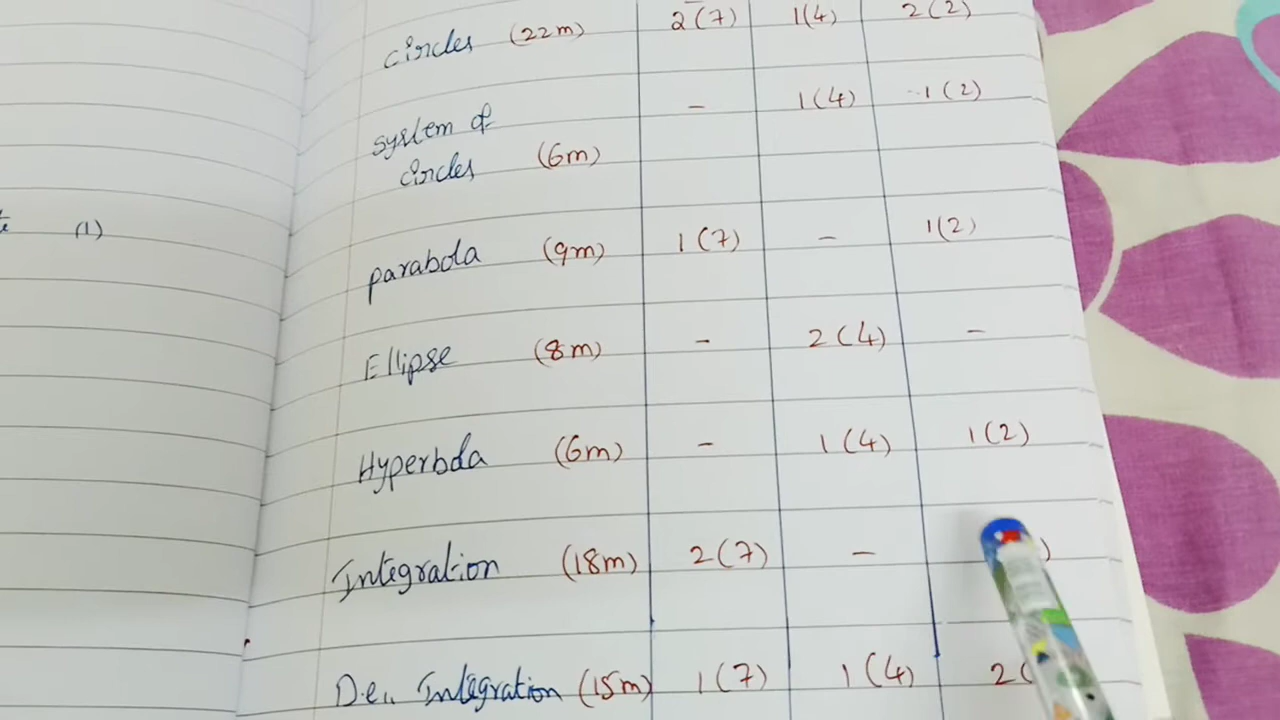 circles (22m) 2(7) 1(4) 2(2)
system of
circles (6m) - 1(4) 1(2)
(1)
parabola (9m) 1(7) - 1(2)
Ellipse (8m) - 2(4) -
Hyperbola (6m) - 1(4) 1(2)
Integration (18m) 2(7) - )
De,, Integration (15m) 1(7) 1(4) 2(